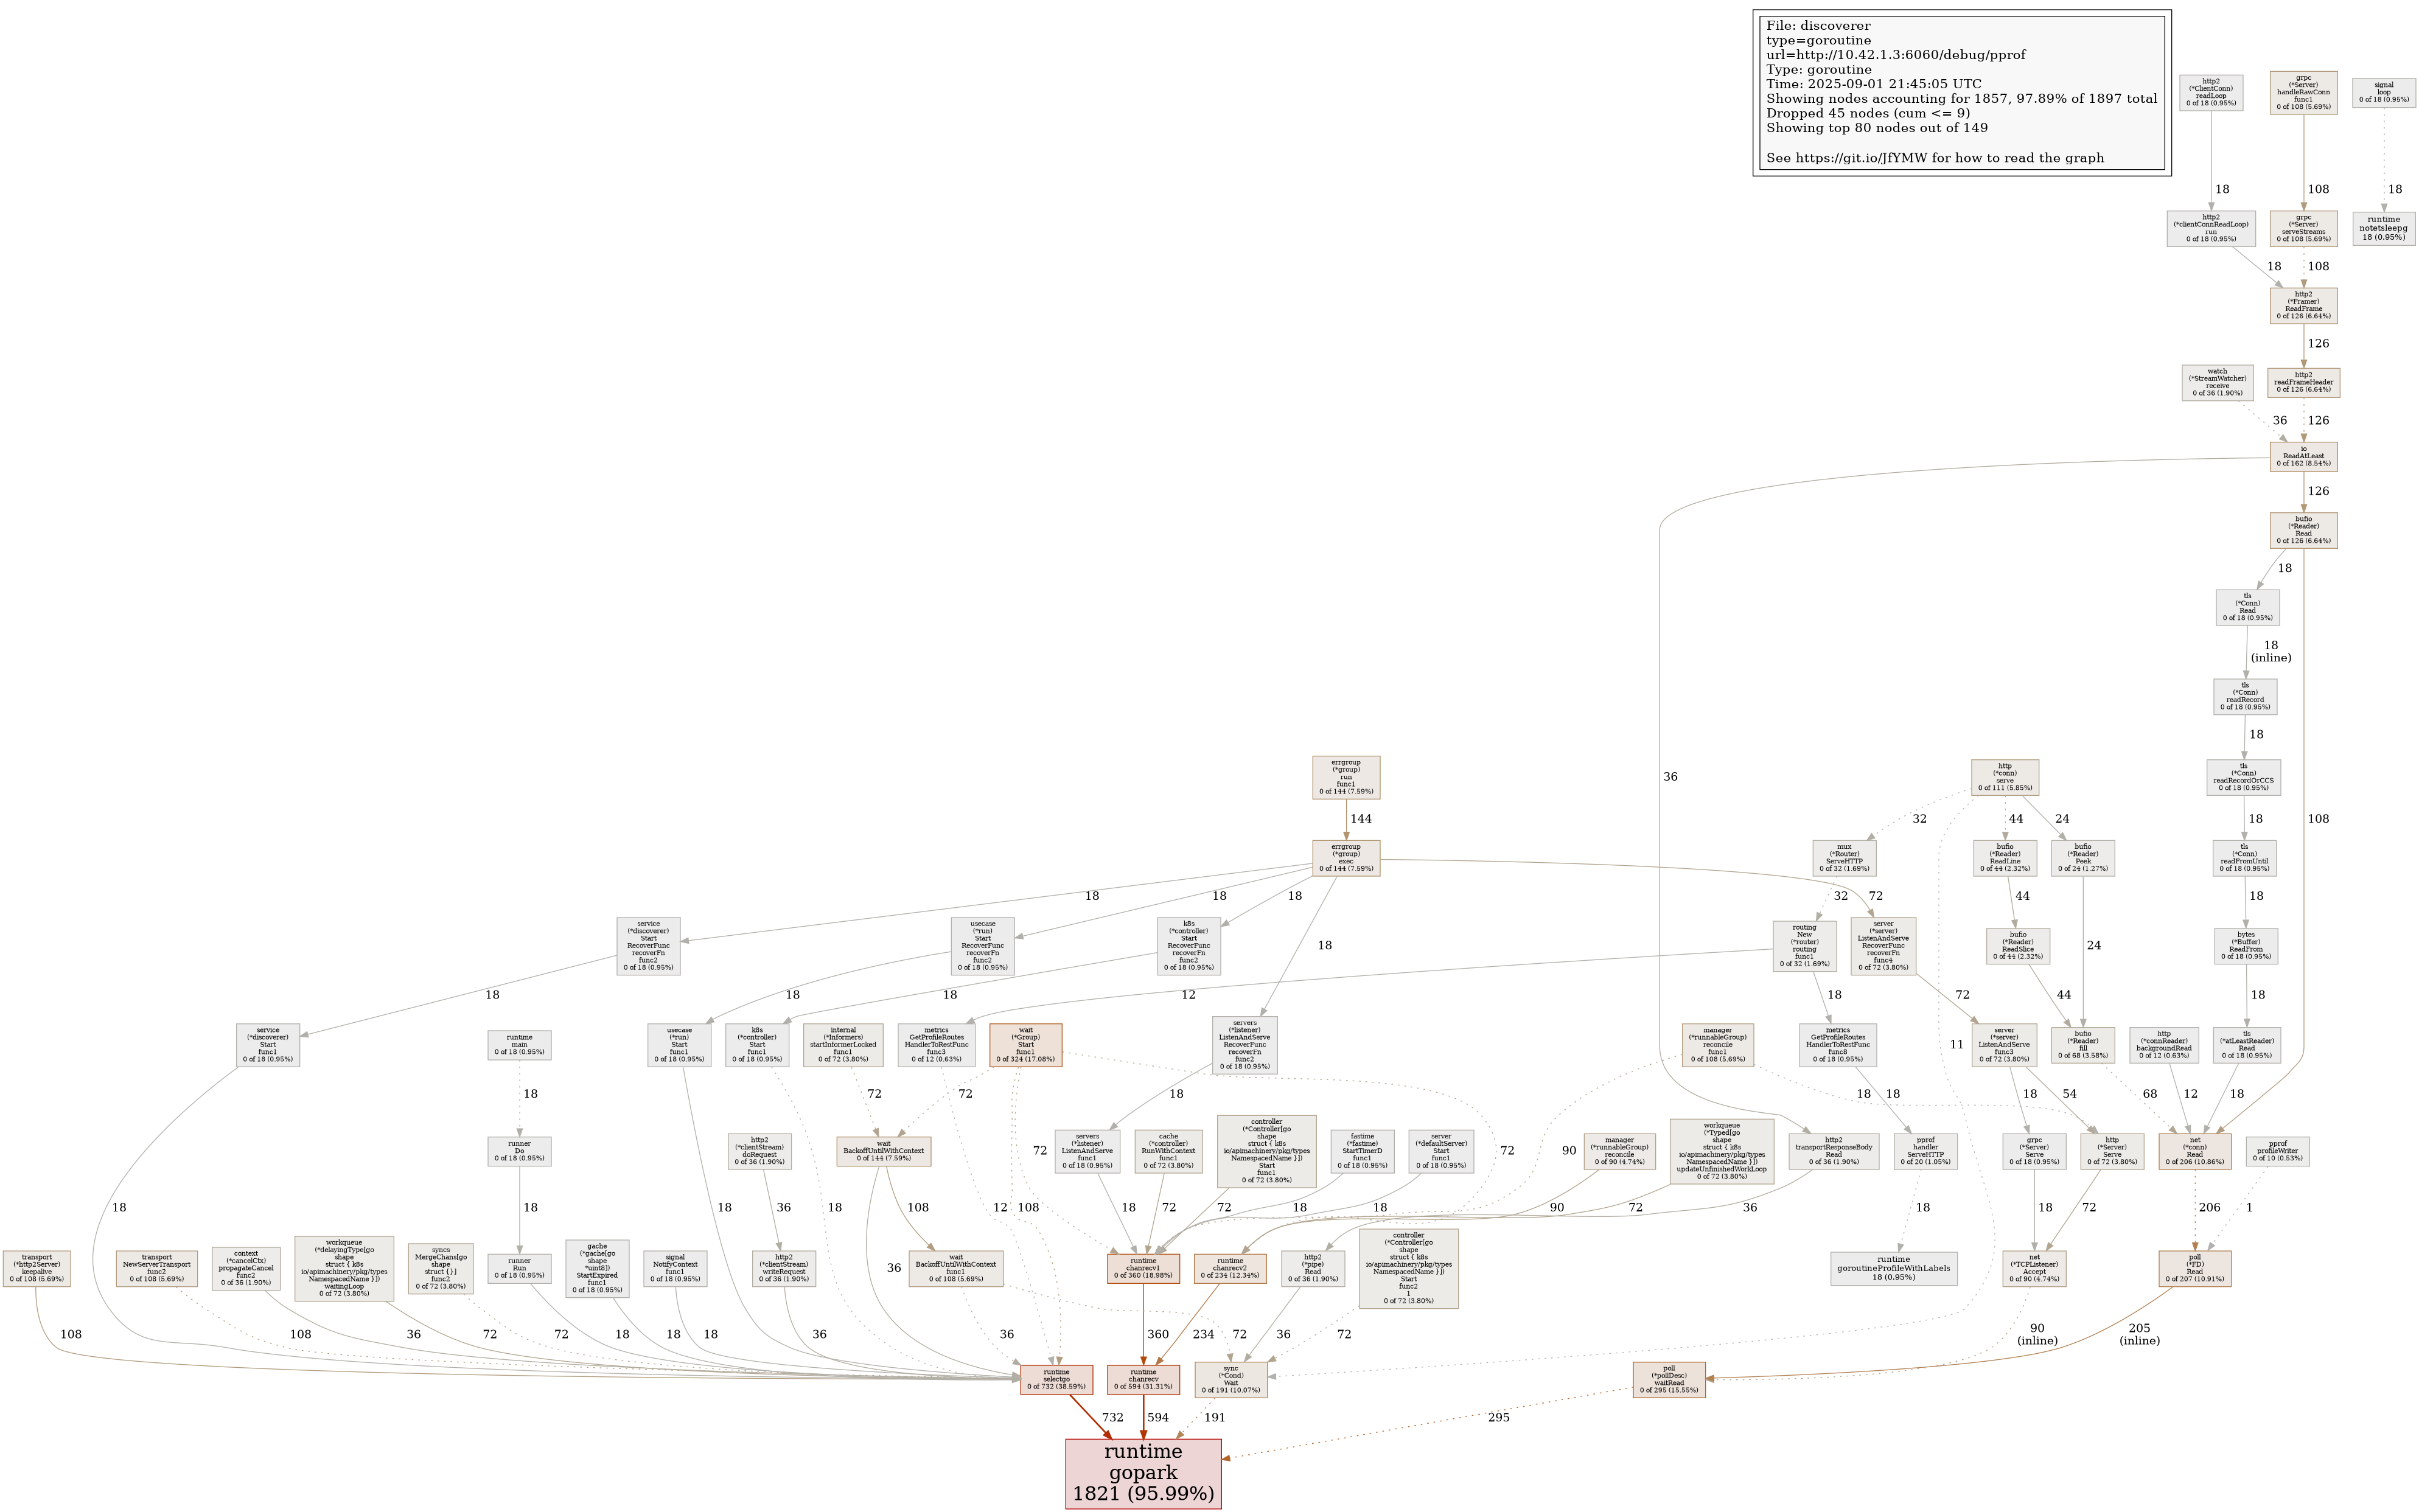 File: discoverer
type=goroutine
url=http://10.42.1.3:6060/debug/pprof
Type: goroutine
Time: 2025-09-01 21:45:05 UTC
Showing nodes accounting for 1857, 97.89% of 1897 total
Dropped 45 nodes (cum <= 9)
Showing top 80 nodes out of 149
See https://git.io/JfYMW for how to read the graph
http2
(*ClientConn)
readLoop
0 of 18 (0.95%)
grpc
(*Server)
handleRawConn
func1
0 of 108 (5.69%)
signal
loop
0 of 18 (0.95%)
18
108
18
http2
(*clientConnReadLoop)
run
0 of 18 (0.95%)
grpc
(*Server)
serveStreams
0 of 108 (5.69%)
runtime
notetsleepg
18 (0.95%)
18
108
http2
(*Framer)
ReadFrame
0 of 126 (6.64%)
126
watch
(*StreamWatcher)
receive
0 of 36 (1.90%)
http2
readFrameHeader
0 of 126 (6.64%)
36
126
io
ReadAtLeast
0 of 162 (8.54%)
126
bufio
(*Reader)
Read
0 of 126 (6.64%)
18
tls
(*Conn)
Read
0 of 18 (0.95%)
18
(inline)
tls
(*Conn)
readRecord
0 of 18 (0.95%)
18
36
108
errgroup
(*group)
run
func1
0 of 144 (7.59%)
http
(*conn)
serve
0 of 111 (5.85%)
tls
(*Conn)
readRecordOrCCS
0 of 18 (0.95%)
144
32
44
24
18
errgroup
(*group)
exec
0 of 144 (7.59%)
mux
(*Router)
ServeHTTP
0 of 32 (1.69%)
bufio
(*Reader)
ReadLine
0 of 44 (2.32%)
bufio
(*Reader)
Peek
0 of 24 (1.27%)
tls
(*Conn)
readFromUntil
0 of 18 (0.95%)
18
18
18
18
72
32
44
24
18
service
(*discoverer)
Start
RecoverFunc
recoverFn
func2
0 of 18 (0.95%)
usecase
(*run)
Start
RecoverFunc
recoverFn
func2
0 of 18 (0.95%)
k8s
(*controller)
Start
RecoverFunc
recoverFn
func2
0 of 18 (0.95%)
server
(*server)
ListenAndServe
RecoverFunc
recoverFn
func4
0 of 72 (3.80%)
routing
New
(*router)
routing
func1
0 of 32 (1.69%)
bufio
(*Reader)
ReadSlice
0 of 44 (2.32%)
bytes
(*Buffer)
ReadFrom
0 of 18 (0.95%)
18
18
18
12
18
72
44
18
service
(*discoverer)
Start
func1
0 of 18 (0.95%)
runtime
main
0 of 18 (0.95%)
usecase
(*run)
Start
func1
0 of 18 (0.95%)
k8s
(*controller)
Start
func1
0 of 18 (0.95%)
internal
(*Informers)
startInformerLocked
func1
0 of 72 (3.80%)
metrics
GetProfileRoutes
HandlerToRestFunc
func3
0 of 12 (0.63%)
wait
(*Group)
Start
func1
0 of 324 (17.08%)
servers
(*listener)
ListenAndServe
RecoverFunc
recoverFn
func2
0 of 18 (0.95%)
manager
(*runnableGroup)
reconcile
func1
0 of 108 (5.69%)
metrics
GetProfileRoutes
HandlerToRestFunc
func8
0 of 18 (0.95%)
server
(*server)
ListenAndServe
func3
0 of 72 (3.80%)
bufio
(*Reader)
fill
0 of 68 (3.58%)
http
(*connReader)
backgroundRead
0 of 12 (0.63%)
tls
(*atLeastReader)
Read
0 of 18 (0.95%)
11
18
72
72
18
18
18
18
54
68
12
18
72
90
runner
Do
0 of 18 (0.95%)
http2
(*clientStream)
doRequest
0 of 36 (1.90%)
wait
BackoffUntilWithContext
0 of 144 (7.59%)
servers
(*listener)
ListenAndServe
func1
0 of 18 (0.95%)
cache
(*controller)
RunWithContext
func1
0 of 72 (3.80%)
controller
(*Controller[go
shape
struct { k8s
io/apimachinery/pkg/types
NamespacedName }])
Start
func1
0 of 72 (3.80%)
fastime
(*fastime)
StartTimerD
func1
0 of 18 (0.95%)
server
(*defaultServer)
Start
func1
0 of 18 (0.95%)
manager
(*runnableGroup)
reconcile
0 of 90 (4.74%)
workqueue
(*Typed[go
shape
struct { k8s
io/apimachinery/pkg/types
NamespacedName }])
updateUnfinishedWorkLoop
0 of 72 (3.80%)
http2
transportResponseBody
Read
0 of 36 (1.90%)
pprof
handler
ServeHTTP
0 of 20 (1.05%)
grpc
(*Server)
Serve
0 of 18 (0.95%)
http
(*Server)
Serve
0 of 72 (3.80%)
net
(*conn)
Read
0 of 206 (10.86%)
pprof
profileWriter
0 of 10 (0.53%)
18
18
36
18
18
108
12
108
18
72
72
18
18
72
90
72
36
18
18
72
206
1
transport
(*http2Server)
keepalive
0 of 108 (5.69%)
transport
NewServerTransport
func2
0 of 108 (5.69%)
context
(*cancelCtx)
propagateCancel
func2
0 of 36 (1.90%)
workqueue
(*delayingType[go
shape
struct { k8s
io/apimachinery/pkg/types
NamespacedName }])
waitingLoop
0 of 72 (3.80%)
syncs
MergeChans[go
shape
struct {}]
func2
0 of 72 (3.80%)
runner
Run
0 of 18 (0.95%)
gache
(*gache[go
shape
*uint8])
StartExpired
func1
0 of 18 (0.95%)
signal
NotifyContext
func1
0 of 18 (0.95%)
http2
(*clientStream)
writeRequest
0 of 36 (1.90%)
wait
BackoffUntilWithContext
func1
0 of 108 (5.69%)
runtime
chanrecv1
0 of 360 (18.98%)
runtime
chanrecv2
0 of 234 (12.34%)
http2
(*pipe)
Read
0 of 36 (1.90%)
controller
(*Controller[go
shape
struct { k8s
io/apimachinery/pkg/types
NamespacedName }])
Start
func2
1
0 of 72 (3.80%)
runtime
goroutineProfileWithLabels
18 (0.95%)
net
(*TCPListener)
Accept
0 of 90 (4.74%)
poll
(*FD)
Read
0 of 207 (10.91%)
108
108
36
72
72
18
18
18
18
36
36
36
360
234
72
36
72
90
(inline)
205
(inline)
runtime
selectgo
0 of 732 (38.59%)
runtime
chanrecv
0 of 594 (31.31%)
sync
(*Cond)
Wait
0 of 191 (10.07%)
poll
(*pollDesc)
waitRead
0 of 295 (15.55%)
732
594
191
295
runtime
gopark
1821 (95.99%)